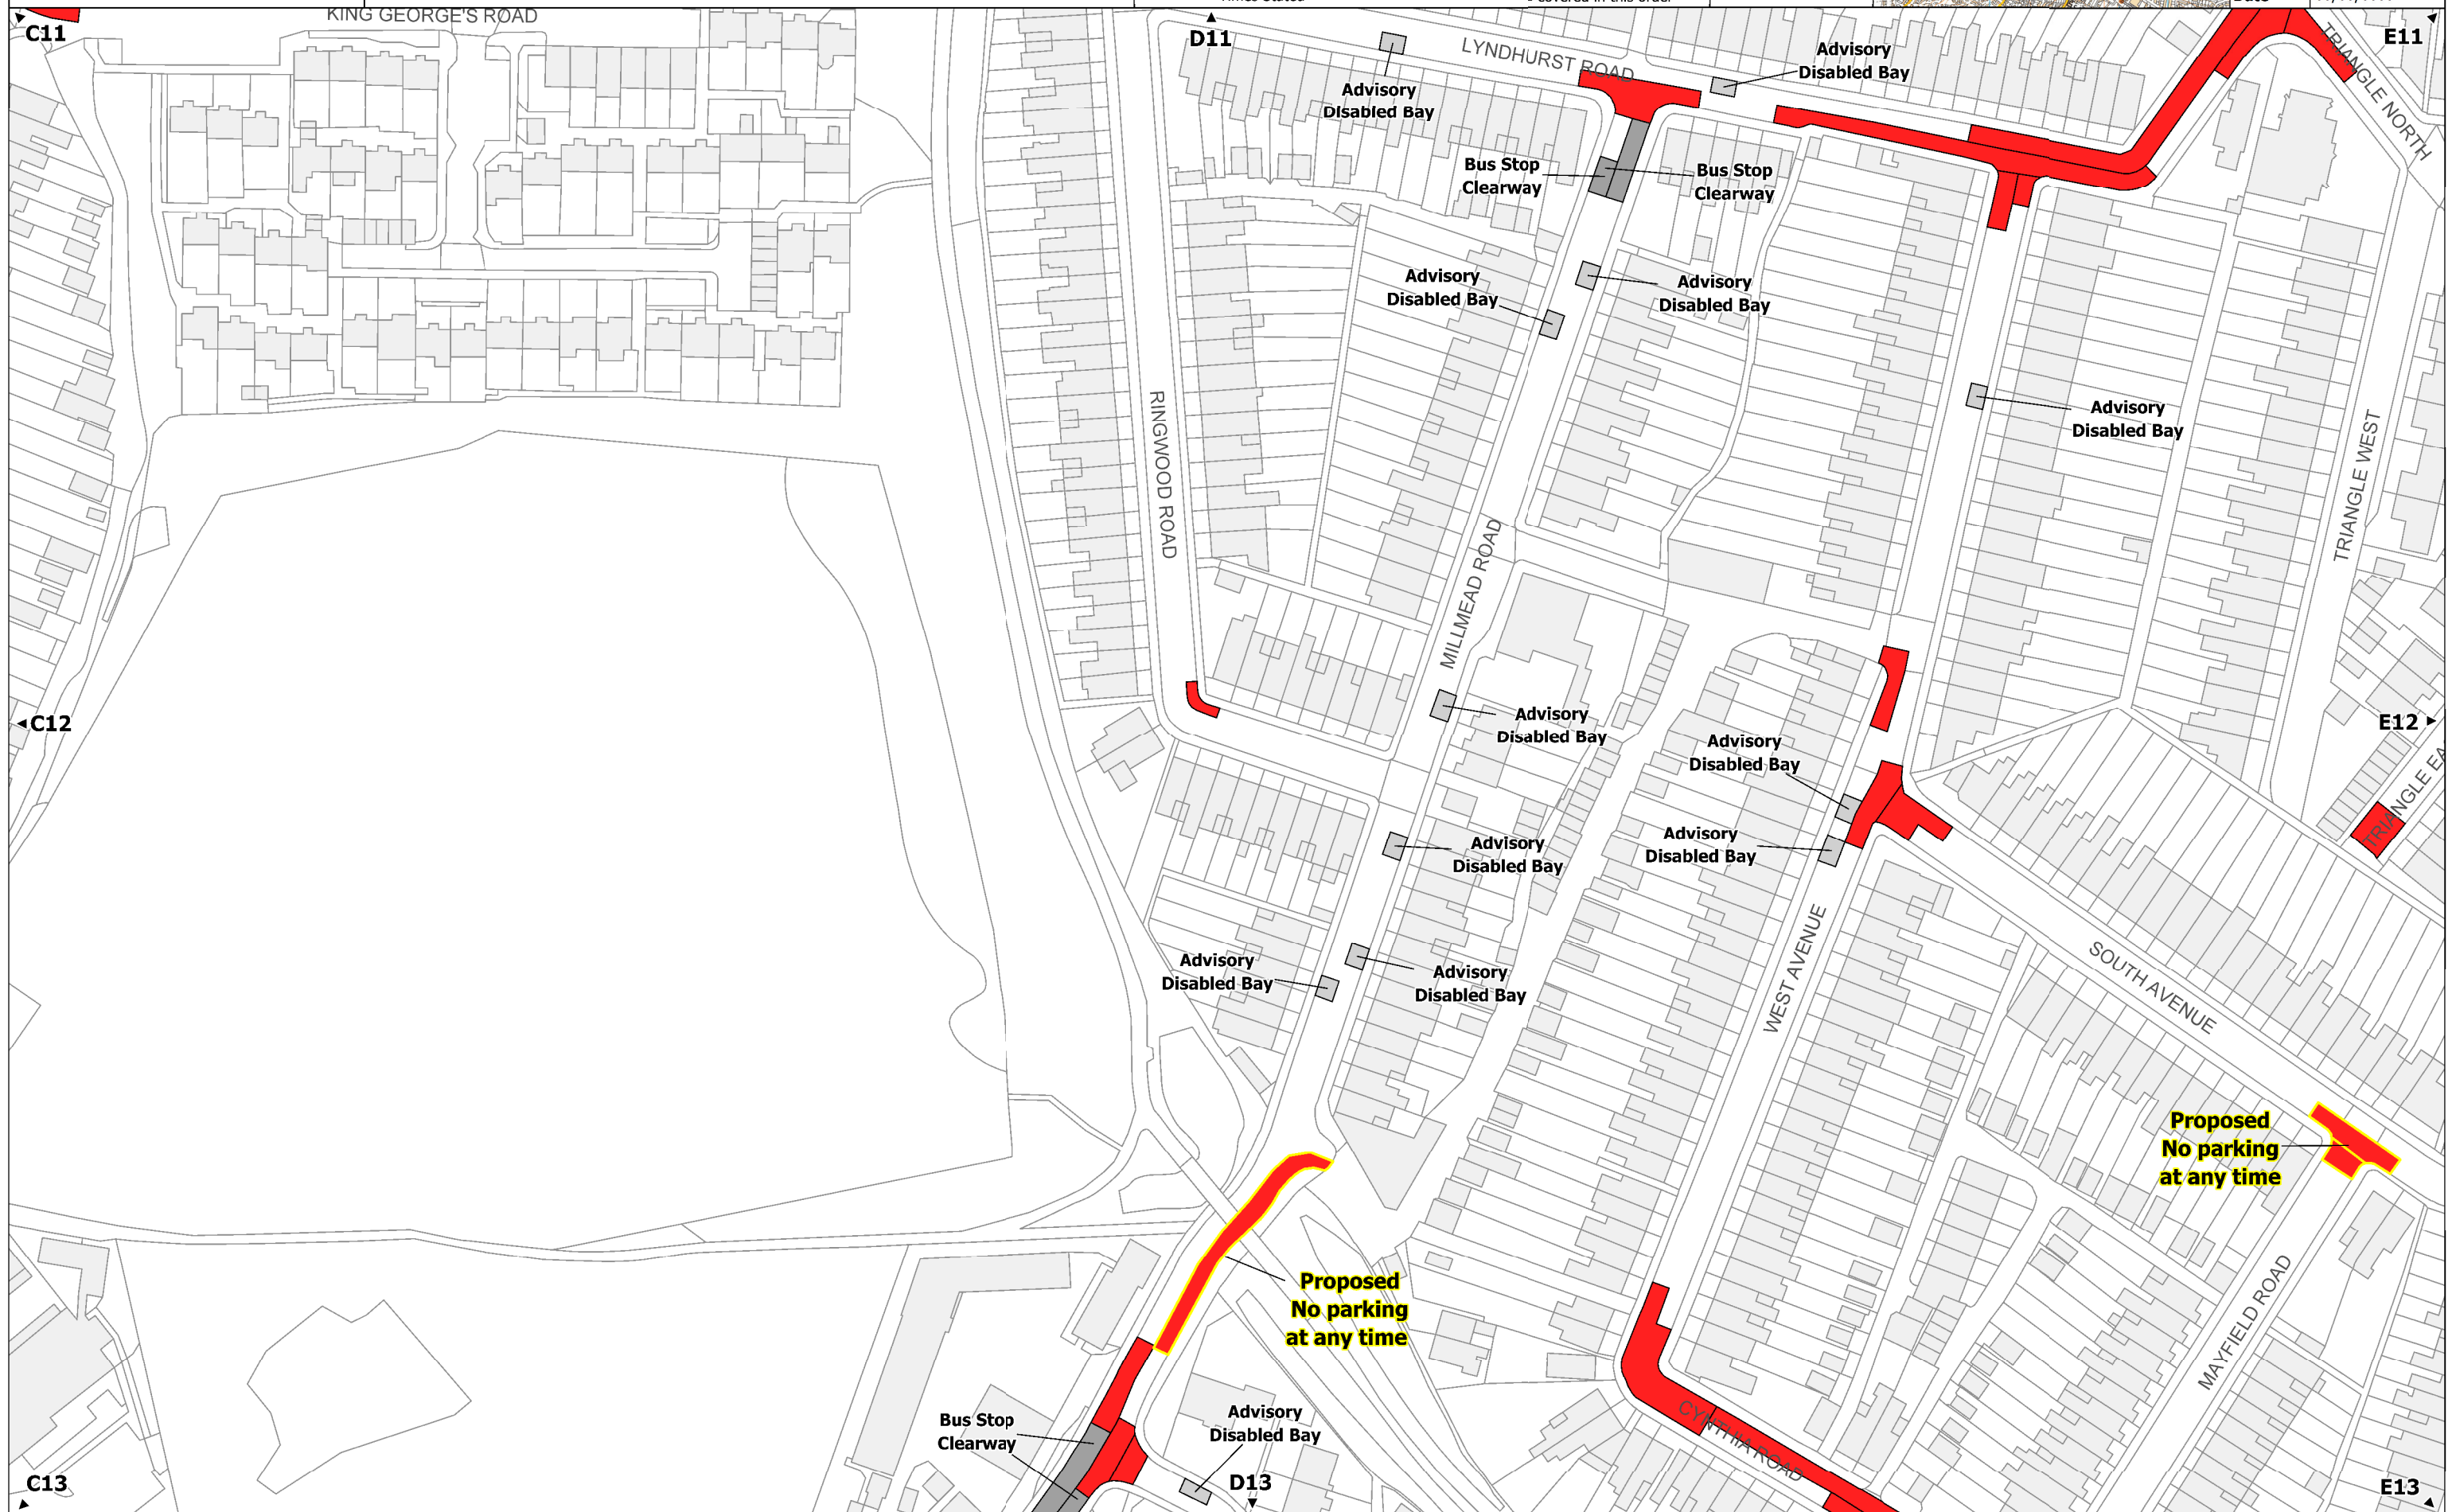 KING GEORGE'S ROAD
C11
D11
E11
LYNDHURST ROAD
Advisory
Disabled Bay
Advisory
Disabled Bay
TRIANGLE NORTH
Bus Stop
Clearway
Bus Stop
Clearway
Advisory
Disabled Bay
Advisory
Disabled Bay
Advisory
Disabled Bay
RINGWOOD ROAD
MILLMEAD ROAD
TRIANGLE WEST
C12
E12
Advisory
Disabled Bay
Advisory
Disabled Bay
TRIANGLE EA
Advisory
Disabled Bay
Advisory
Disabled Bay
Advisory
Disabled Bay
Advisory
Disabled Bay
WEST AVENUE
SOUTH AVENUE
Proposed
No parking
at any time
Proposed
No parking
at any time
MAYFIELD ROAD
CYNTHIA ROAD
Bus Stop
Clearway
Advisory
Disabled Bay
C13
D13
E13